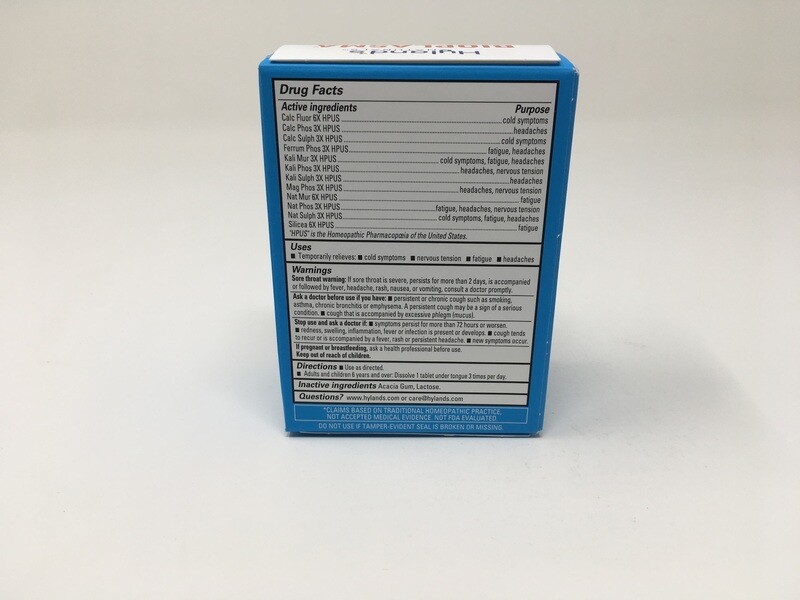 Hyland's
BIOPLASMA
Drug Facts
Active ingredients Purpose
Calc Fluor 6X HPUS cold symptoms
Calc Phos 3X HPUS headaches
Calc Sulph 3X HPUS cold symptoms
Ferrum Phos 3X HPUS fatigue, headaches
Kali Mur 3X HPUS cold symptoms, fatigue, headaches
Kali Phos 3X HPUS headaches, nervous tension
Kali Sulph 3X HPUS headaches
Mag Phos 3X HPUS headaches, nervous tension
Nat Mur 6X HPUS fatigue
Nat Phos 3X HPUS fatigue, headaches, nervous tension
Nat Sulph 3X HPUS cold symptoms, fatigue, headaches
Silicea 6X HPUS fatigue
"HPUS" is the Homeopathic Pharmacopœia of the United States.
Uses
■ Temporarily relieves: ■ cold symptoms ■ nervous tension ■ fatigue ■ headaches
Warnings
Sore throat warning: If sore throat is severe, persists for more than 2 days, is accompanied
or followed by fever, headache, rash, nausea, or vomiting, consult a doctor promptly.
Ask a doctor before use if you have: ■ persistent or chronic cough such as smoking,
asthma, chronic bronchitis or emphysema. A persistent cough may be a sign of a serious
condition. ■ cough that is accompanied by excessive phlegm (mucus).
Stop use and ask a doctor if: ■ symptoms persist for more than 72 hours or worsen.
■ redness, swelling, inflammation, fever or infection is present or develops. ■ cough tends
to recur or is accompanied by a fever, rash or persistent headache. ■ new symptoms occur.
If pregnant or breastfeeding, ask a health professional before use.
Keep out of reach of children.
Directions ■ Use as directed.
■ Adults and children 6 years and over: Dissolve 1 tablet under tongue 3 times per day.
Inactive ingredients Acacia Gum, Lactose.
Questions? www.hylands.com or care@hylands.com
*CLAIMS BASED ON TRADITIONAL HOMEOPATHIC PRACTICE,
NOT ACCEPTED MEDICAL EVIDENCE. NOT FDA EVALUATED.
DO NOT USE IF TAMPER-EVIDENT SEAL IS BROKEN OR MISSING.